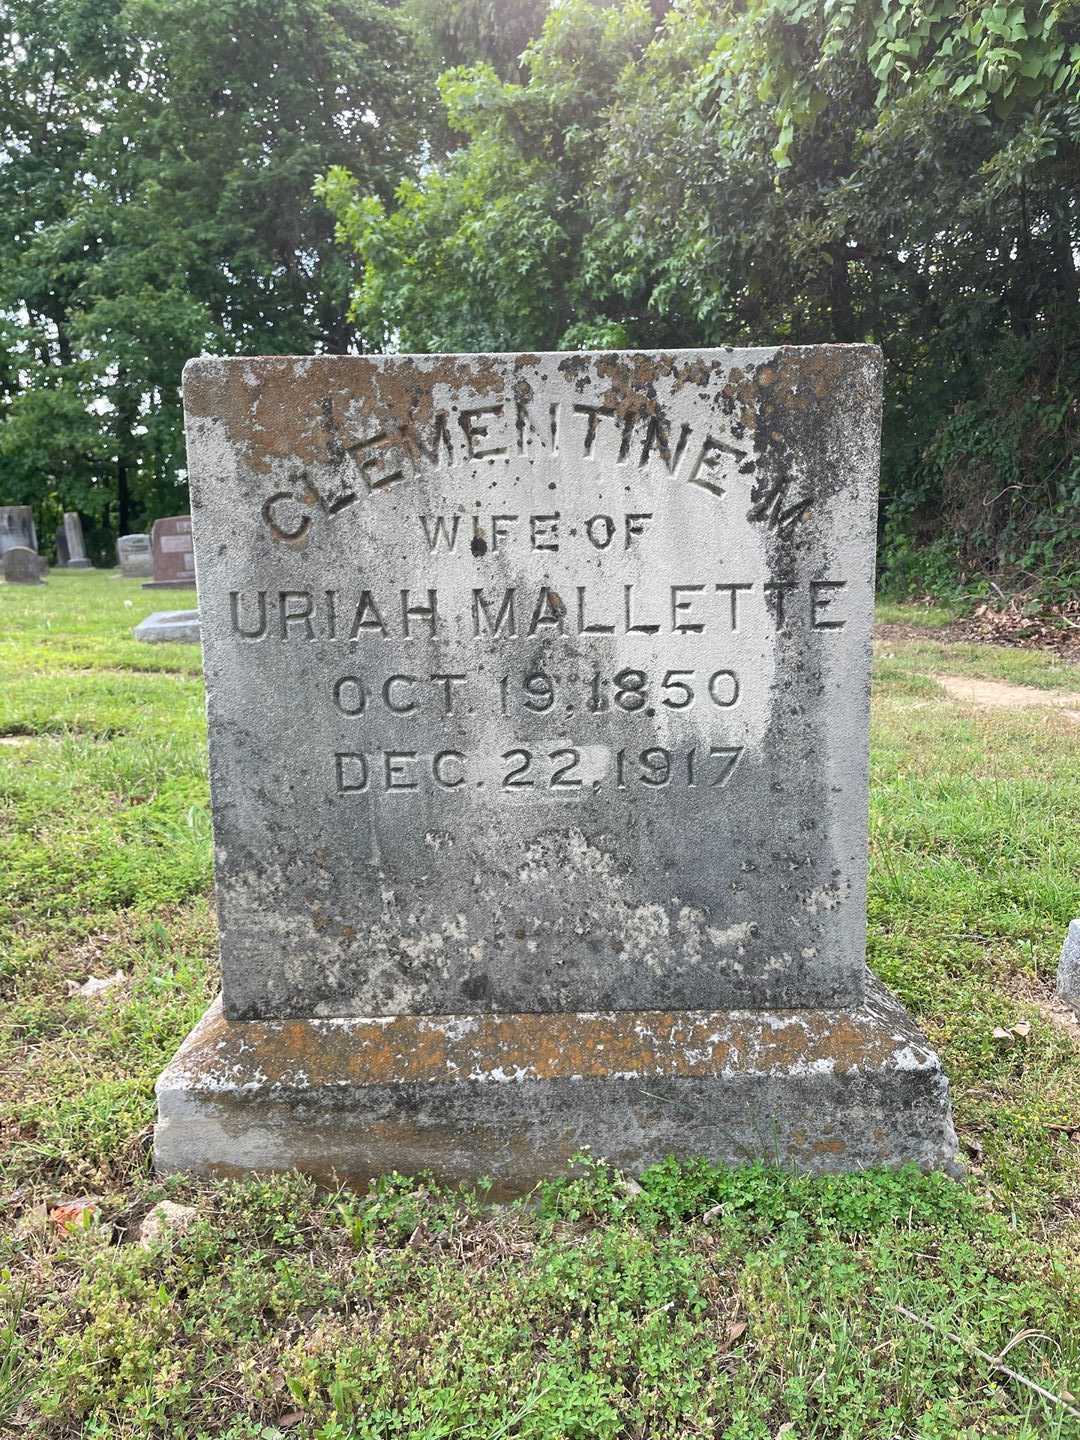 CLEMENTINE M
WIFE OF
URIAH MALLETTE
OCT. 19, 1850
DEC. 22, 1917